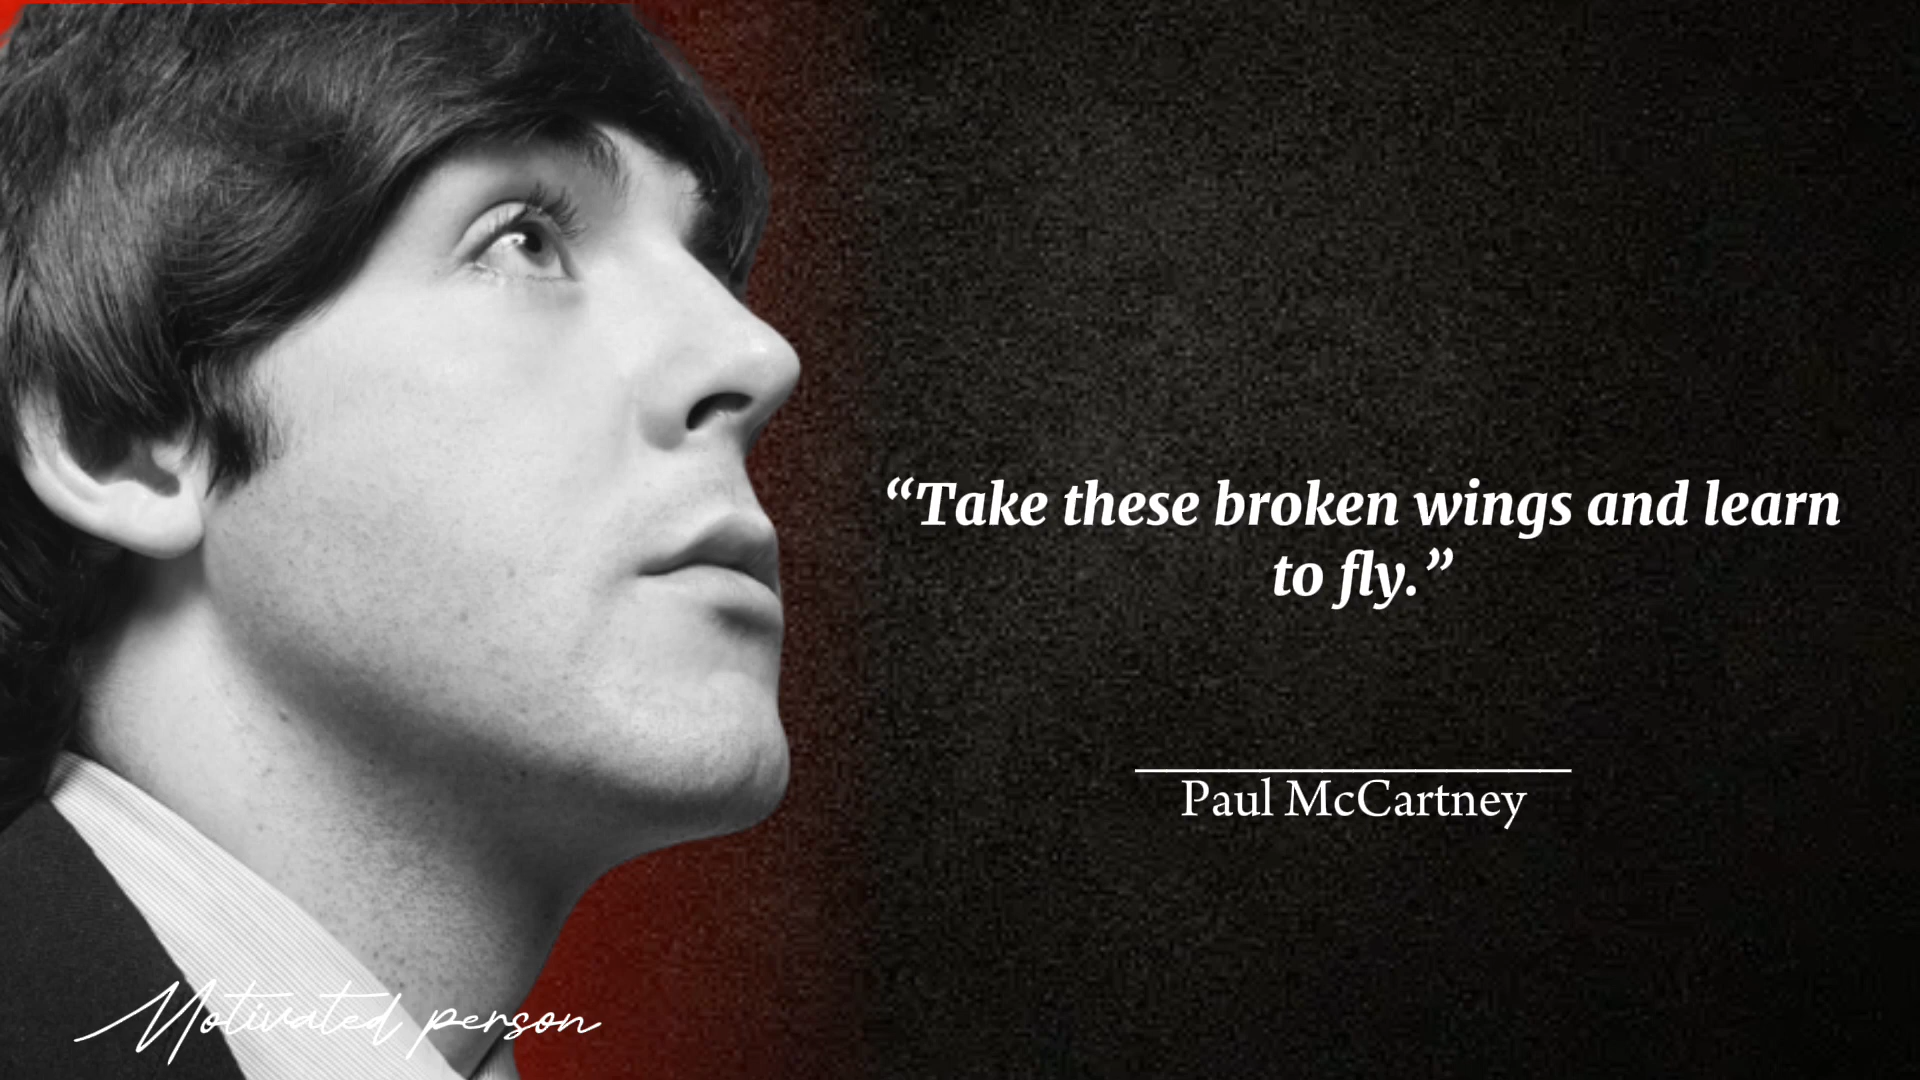 “Take these broken wings and learn
to fly.”
Paul McCartney
Motivated person